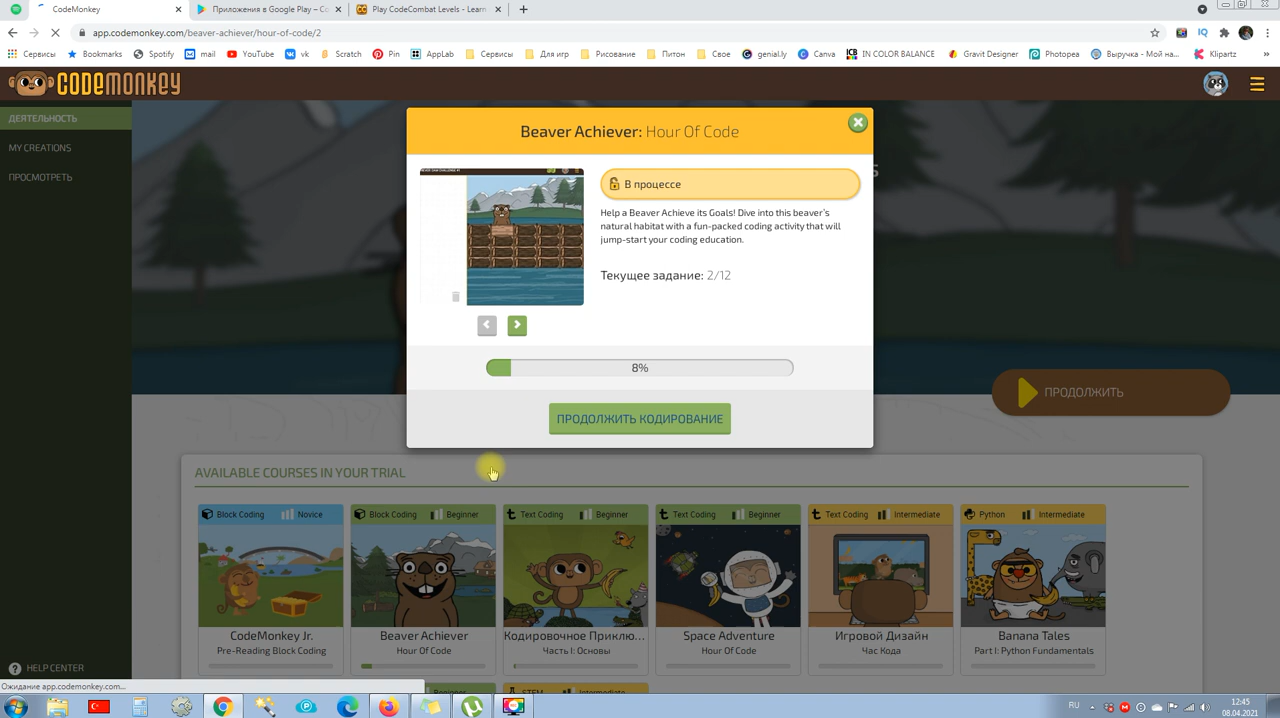 CodeMonkey
Приложения в Google Play – Co
Play CodeCombat Levels - Learn
app.codemonkey.com/beaver-achiever/hour-of-code/2
Сервисы
Bookmarks
Spotify
mail
YouTube
vk
Scratch
Pin
AppLab
Сервисы
Для игр
Рисование
Питон
Свое
genial.ly
Canva
IN COLOR BALANCE
Gravit Designer
Photopea
Выручка - Мой на...
Klipartz
CODEMONKEY
ДЕЯТЕЛЬНОСТЬ
MY CREATIONS
ПРОСМОТРЕТЬ
Beaver Achiever: Hour Of Code
В процессе
Help a Beaver Achieve its Goals! Dive into this beaver's
natural habitat with a fun-packed coding activity that will
jump-start your coding education.
Текущее задание: 2/12
8%
ПРОДОЛЖИТЬ КОДИРОВАНИЕ
ПРОДОЛЖИТЬ
AVAILABLE COURSES IN YOUR TRIAL
Block Coding Novice
CodeMonkey Jr.
Pre-Reading Block Coding
Block Coding Beginner
Beaver Achiever
Hour Of Code
Text Coding Beginner
Кодировочное Приклю...
Часть I: Основы
Text Coding Beginner
Space Adventure
Hour Of Code
Text Coding Intermediate
Игровой Дизайн
Час Кода
Python Intermediate
Banana Tales
Part I: Python Fundamentals
HELP CENTER
Ожидание app.codemonkey.com...
RU
12:45
08.04.2021